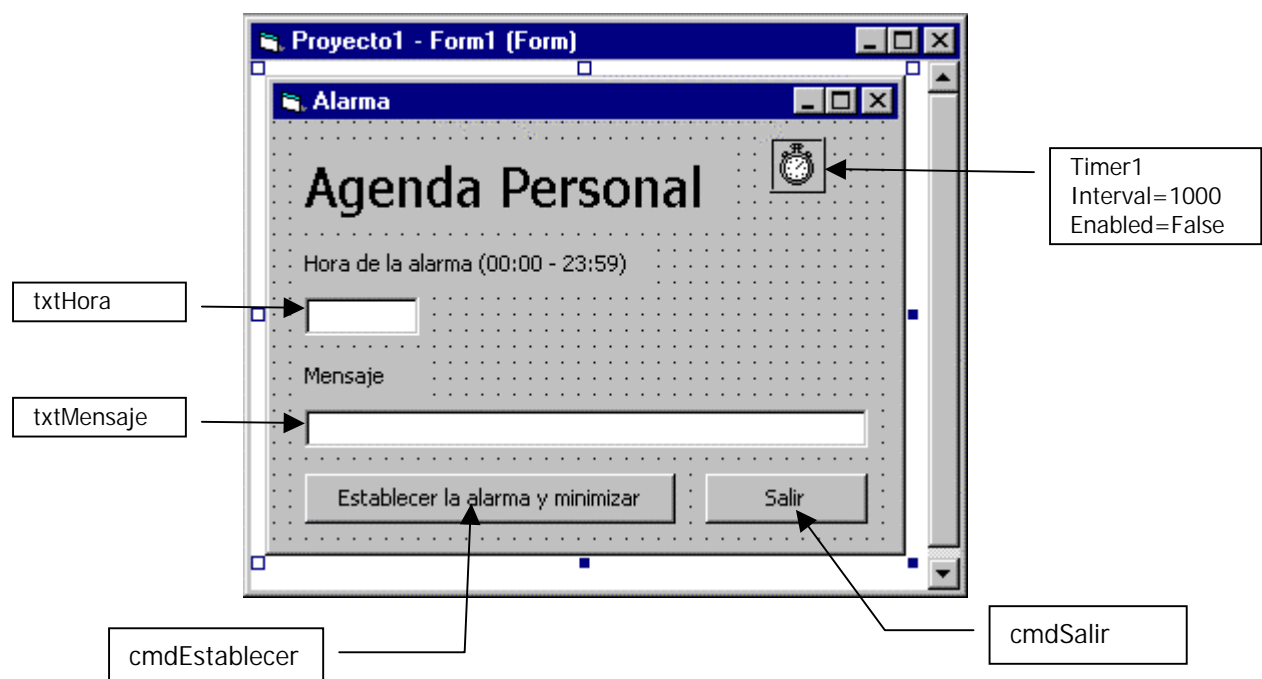 Proyecto1 - Form1 (Form)
Alarma
Agenda Personal
Timer1
Interval=1000
Enabled=False
Hora de la alarma (00:00 - 23:59)
txtHora
Mensaje
txtMensaje
Establecer la alarma y minimizar
Salir
cmdEstablecer
cmdSalir